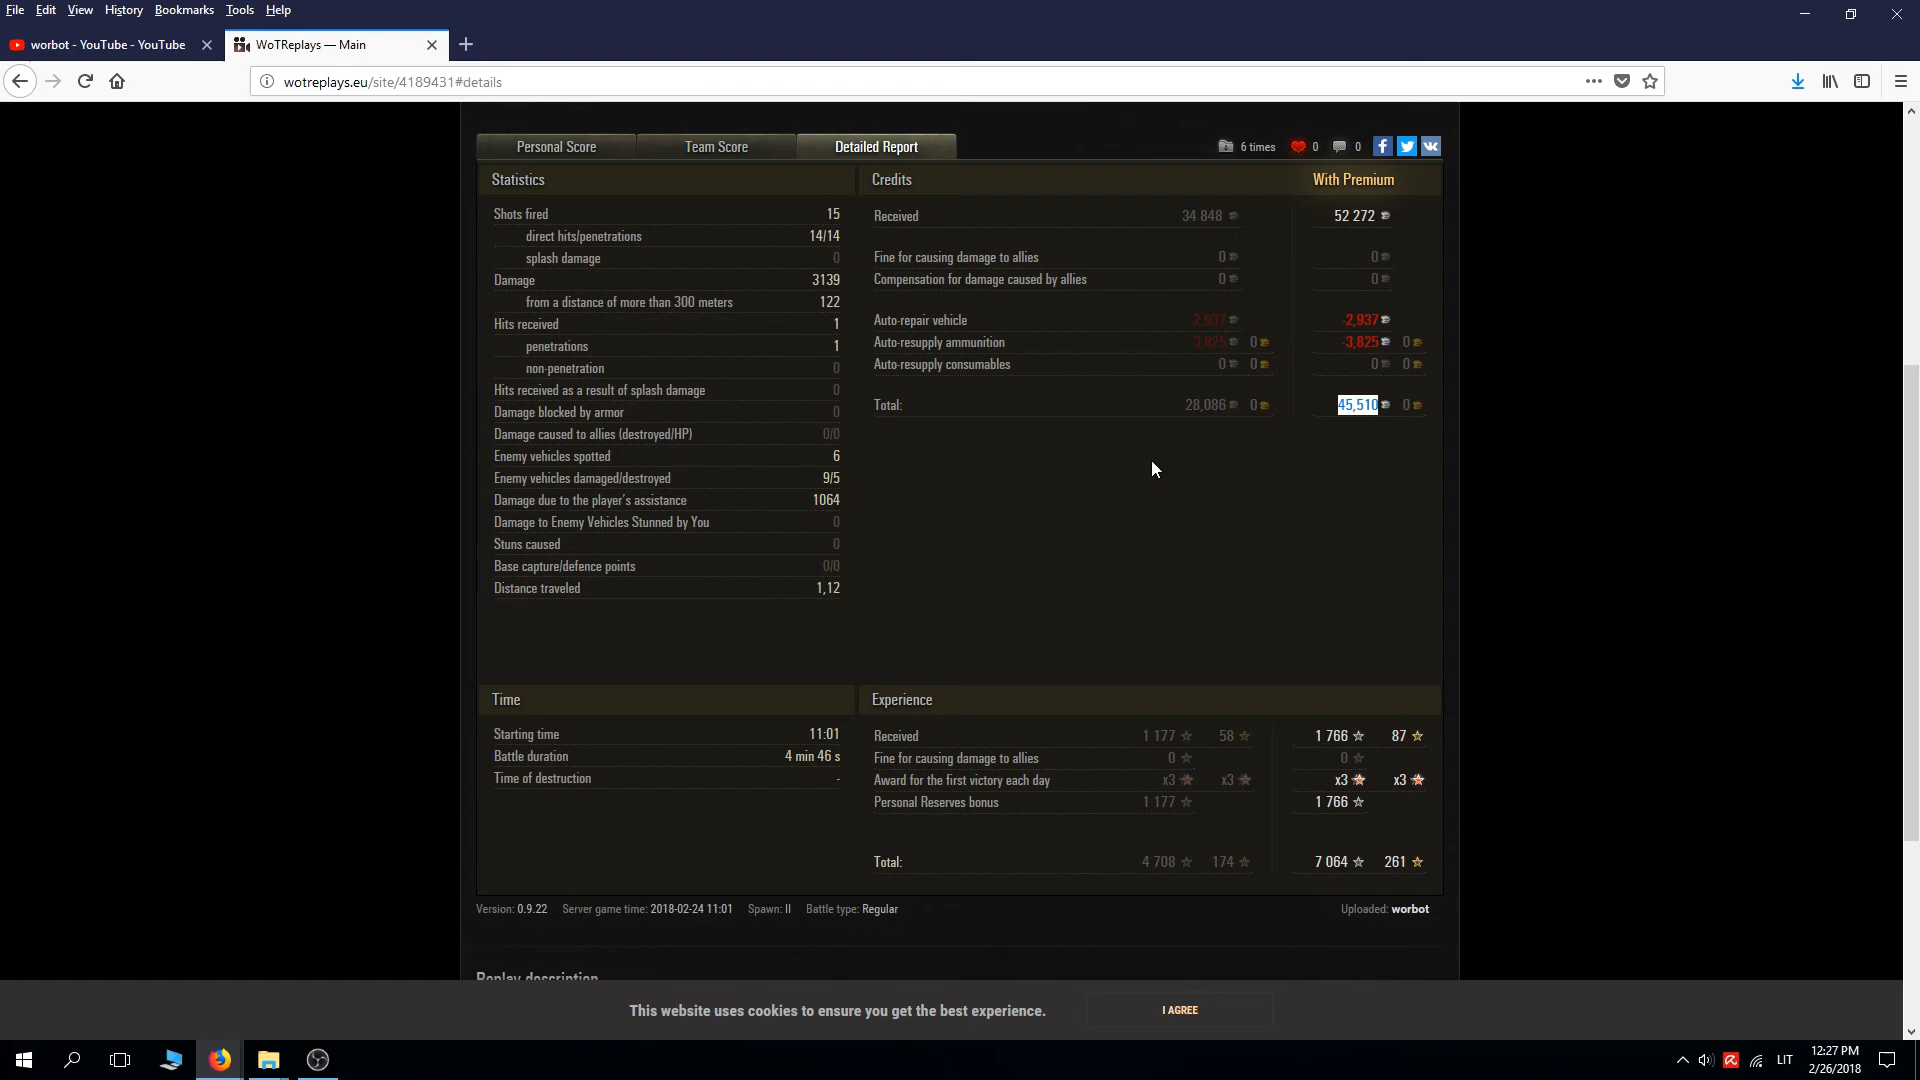 File Edit View History Bookmarks Tools Help
worbot - YouTube - YouTube
WoTReplays — Main
wotreplays.eu/site/4189431#details
Personal Score Team Score Detailed Report 6 times 0 0
Statistics
Shots fired 15
direct hits/penetrations 14/14
splash damage 0
Damage 3139
from a distance of more than 300 meters 122
Hits received 1
penetrations 1
non-penetration 0
Hits received as a result of splash damage 0
Damage blocked by armor 0
Damage caused to allies (destroyed/HP) 0/0
Enemy vehicles spotted 6
Enemy vehicles damaged/destroyed 9/5
Damage due to the player's assistance 1064
Damage to Enemy Vehicles Stunned by You 0
Stuns caused 0
Base capture/defence points 0/0
Distance traveled 1,12
Credits With Premium
Received 34 848 52 272
Fine for causing damage to allies 0 0
Compensation for damage caused by allies 0 0
Auto-repair vehicle 2,937 -2,937
Auto-resupply ammunition 3,825 0 -3,825 0
Auto-resupply consumables 0 0 0 0
Total: 28,086 0 45,510 0
Time
Starting time 11:01
Battle duration 4 min 46 s
Time of destruction -
Experience
Received 1 177 58 1 766 87
Fine for causing damage to allies 0 0
Award for the first victory each day x3 x3 x3 x3
Personal Reserves bonus 1 177 1 766
Total: 4 708 174 7 064 261
Version: 0.9.22 Server game time: 2018-02-24 11:01 Spawn: II Battle type: Regular Uploaded: worbot
Replay description
This website uses cookies to ensure you get the best experience. I AGREE
LIT 12:27 PM
2/26/2018